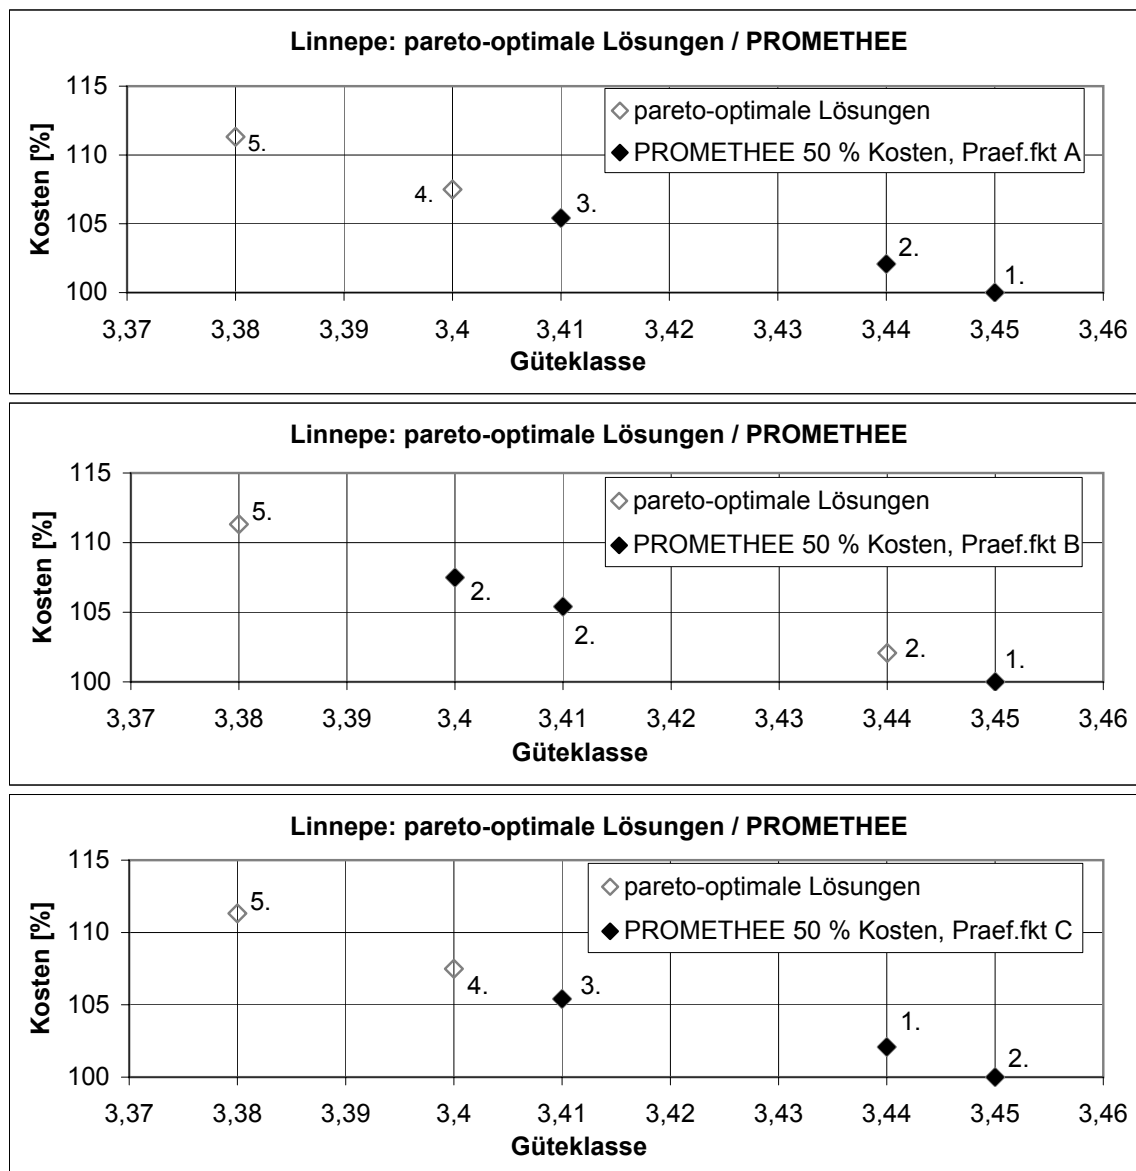 Linnepe: pareto-optimale Lösungen / PROMETHEE
Kosten [%]
115
110
105
100
pareto-optimale Lösungen
PROMETHEE 50 % Kosten, Praef.fkt A
5.
4.
3.
2.
1.
3,37 3,38 3,39 3,4 3,41 3,42 3,43 3,44 3,45 3,46
Güteklasse
Linnepe: pareto-optimale Lösungen / PROMETHEE
Kosten [%]
115
110
105
100
pareto-optimale Lösungen
PROMETHEE 50 % Kosten, Praef.fkt B
5.
2.
2.
2.
1.
3,37 3,38 3,39 3,4 3,41 3,42 3,43 3,44 3,45 3,46
Güteklasse
Linnepe: pareto-optimale Lösungen / PROMETHEE
Kosten [%]
115
110
105
100
pareto-optimale Lösungen
PROMETHEE 50 % Kosten, Praef.fkt C
5.
4.
3.
1.
2.
3,37 3,38 3,39 3,4 3,41 3,42 3,43 3,44 3,45 3,46
Güteklasse